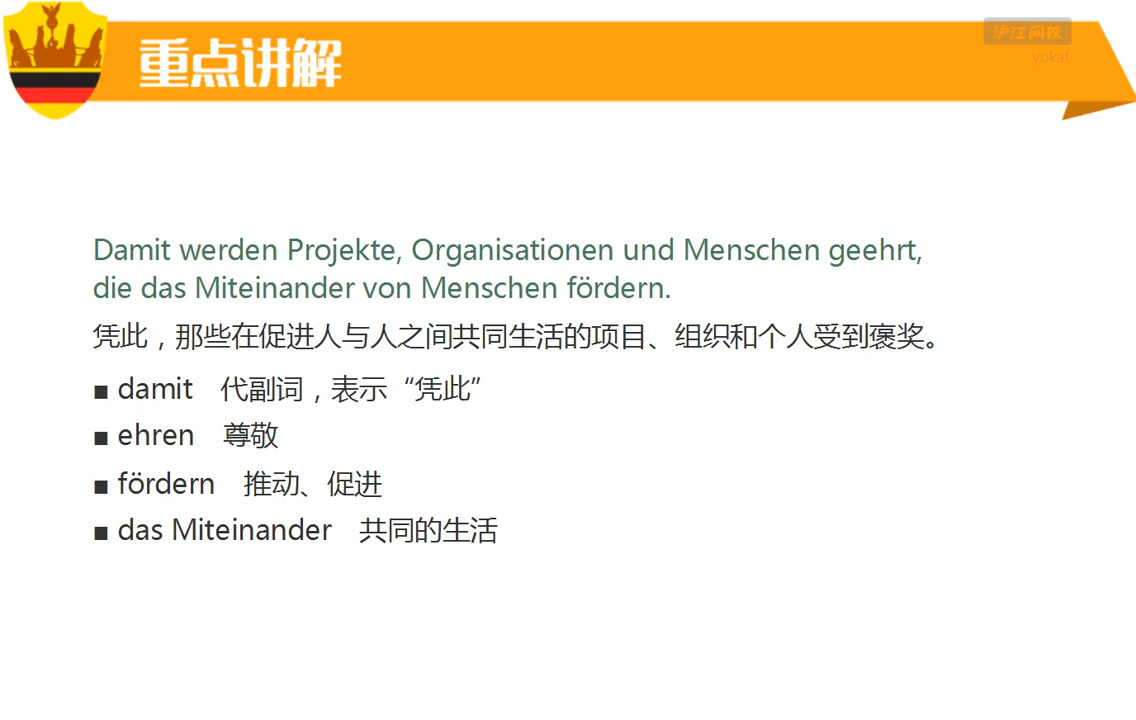 重点讲解
沪江网校
yokaf
Damit werden Projekte, Organisationen und Menschen geehrt,
die das Miteinander von Menschen fördern.
凭此，那些在促进人与人之间共同生活的项目、组织和个人受到褒奖。
■ damit 代副词，表示“凭此”
■ ehren 尊敬
■ fördern 推动、促进
■ das Miteinander 共同的生活